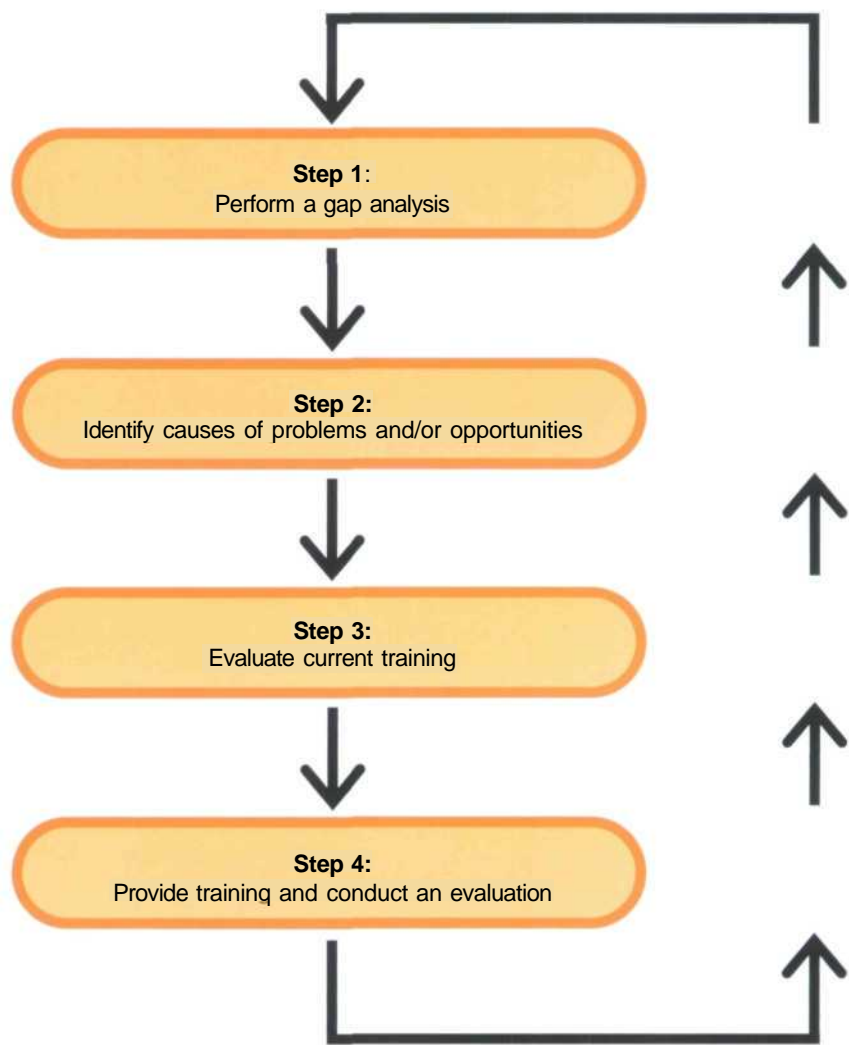 Step 1:
Perform a gap analysis
Step 2:
Identify causes of problems and/or opportunities
Step 3:
Evaluate current training
Step 4:
Provide training and conduct an evaluation